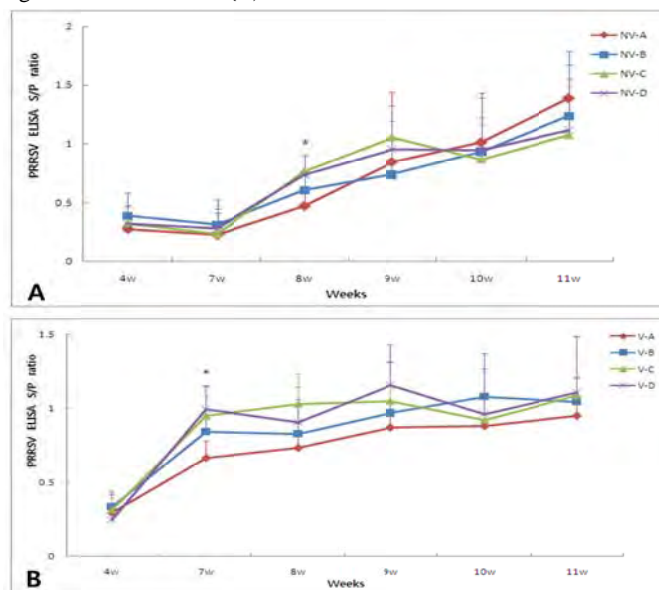 2
NV-A
1.5
NV-B
NV-C
NV-D
PRRSV ELISA S/P ratio
1
*
0.5
0
4w 7w 8w 9w 10w 11w
Weeks
A
1.5
V-A
V-B
V-C
V-D
PRRSV ELISA S/P ratio
*
1
0.5
0
4w 7w 8w 9w 10w 11w
Weeks
B